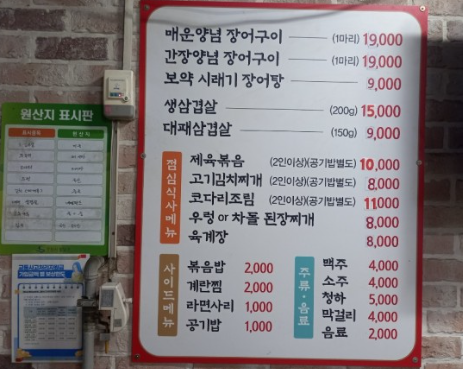 매운양념 장어구이 (1마리) 19,000
간장양념 장어구이 (1마리) 19,000
보약 시래기 장어탕 9,000
생삼겹살 (200g) 15,000
대패삼겹살 (150g) 9,000
점심식사메뉴
제육볶음 (2인이상)(공기밥별도) 10,000
고기김치찌개 (2인이상)(공기밥별도) 8,000
코다리조림 (2인이상)(공기밥별도) 11000
우렁 or 차돌 된장찌개 8,000
육계장 8,000
사이드메뉴
볶음밥 2,000
계란찜 2,000
라면사리 1,000
공기밥 1,000
주류·음료
맥주 4,000
소주 4,000
청하 5,000
막걸리 4,000
음료 2,000
원산지 표시판